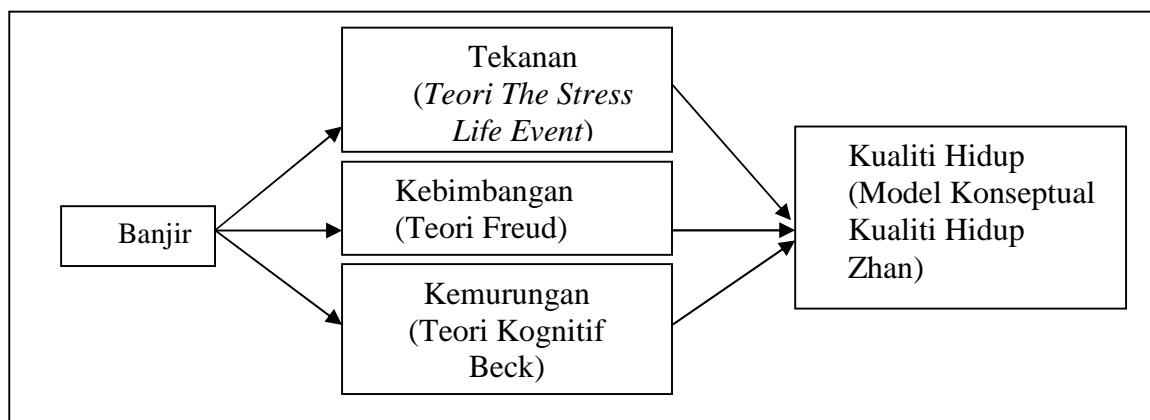 Banjir
Tekanan
(Teori The Stress
Life Event)
Kebimbangan
(Teori Freud)
Kemurungan
(Teori Kognitif
Beck)
Kualiti Hidup
(Model Konseptual
Kualiti Hidup
Zhan)